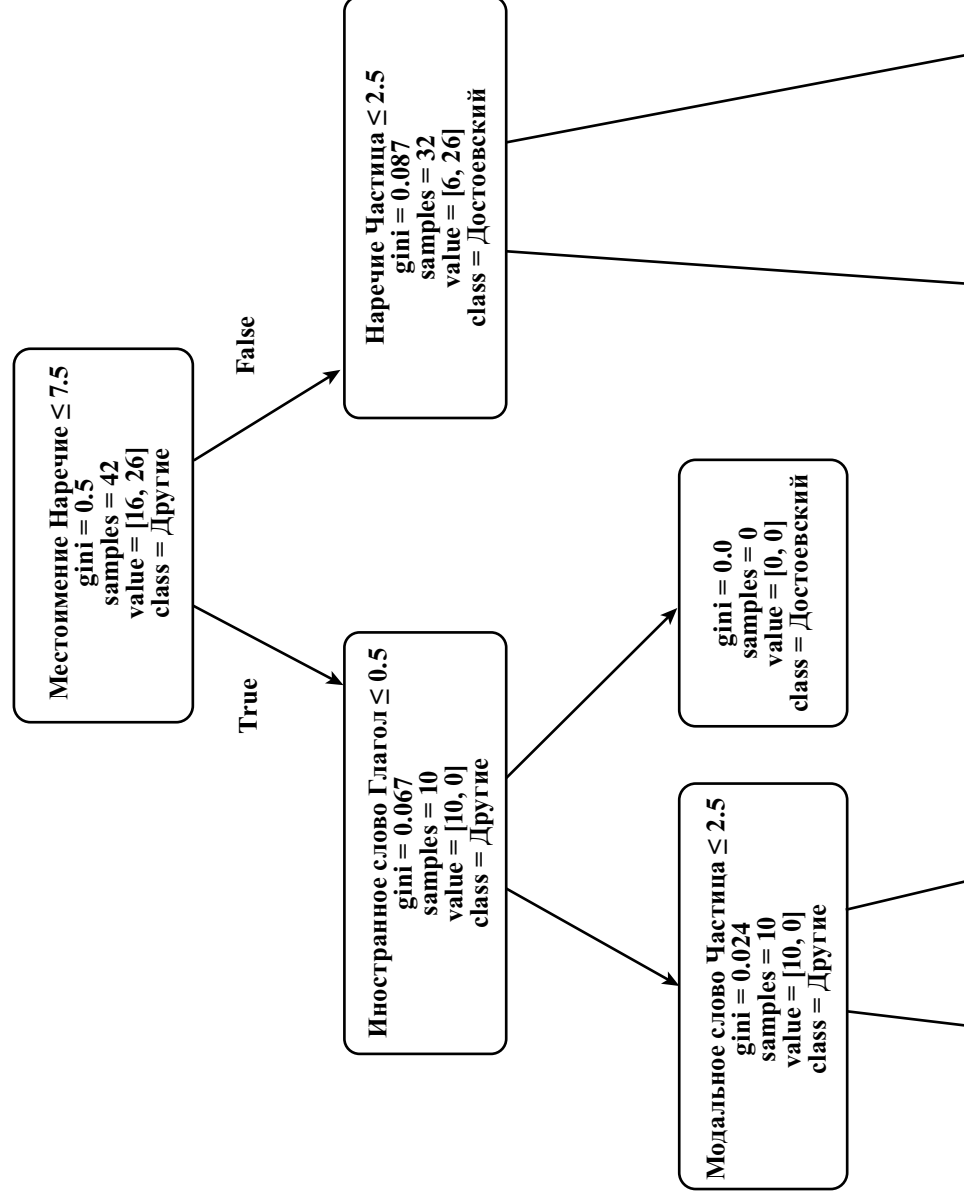 Местоимение Наречие ≤ 7.5
gini = 0.5
samples = 42
value = [16, 26]
class = Другие
True
False
Иностранное слово Глагол ≤ 0.5
gini = 0.067
samples = 10
value = [10, 0]
class = Другие
Наречие Частица ≤ 2.5
gini = 0.087
samples = 32
value = [6, 26]
class = Достоевский
Модальное слово Частица ≤ 2.5
gini = 0.024
samples = 10
value = [10, 0]
class = Другие
gini = 0.0
samples = 0
value = [0, 0]
class = Достоевский